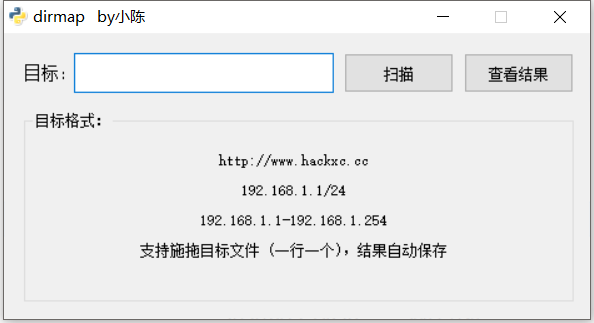 dirmap by小陈
目标:
扫描
查看结果
目标格式:
http://www.hackxc.cc
192.168.1.1/24
192.168.1.1-192.168.1.254
支持施拖目标文件 (一行一个), 结果自动保存